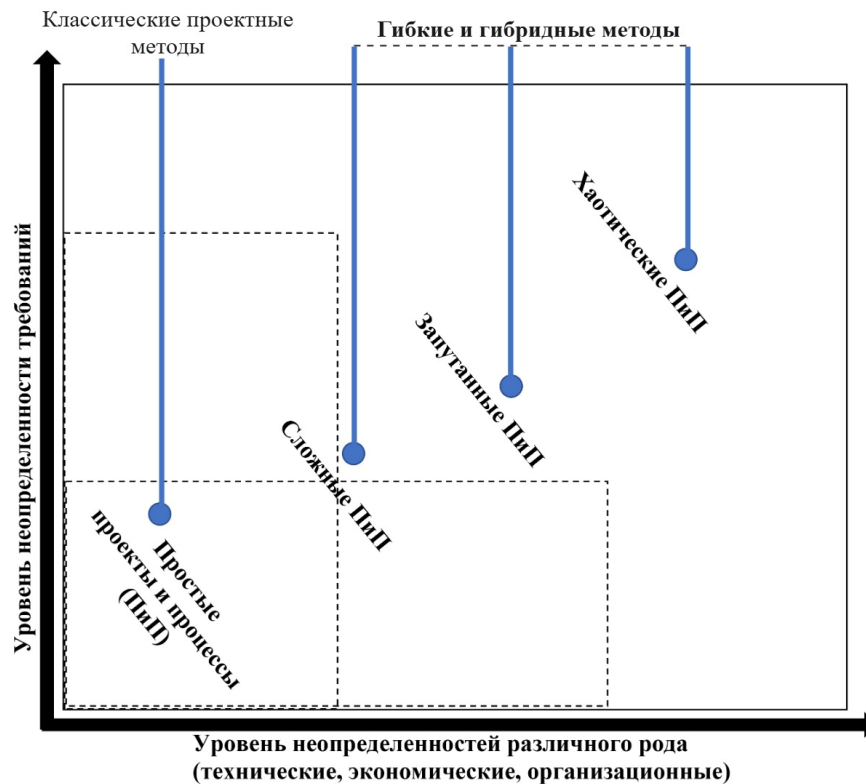 Классические проектные
методы
Гибкие и гибридные методы
Уровень неопределенности требований
Хаотические ПиП
Запутанные ПиП
Сложные ПиП
Простые
проекты и процессы
(ПиП)
Уровень неопределенностей различного рода
(технические, экономические, организационные)